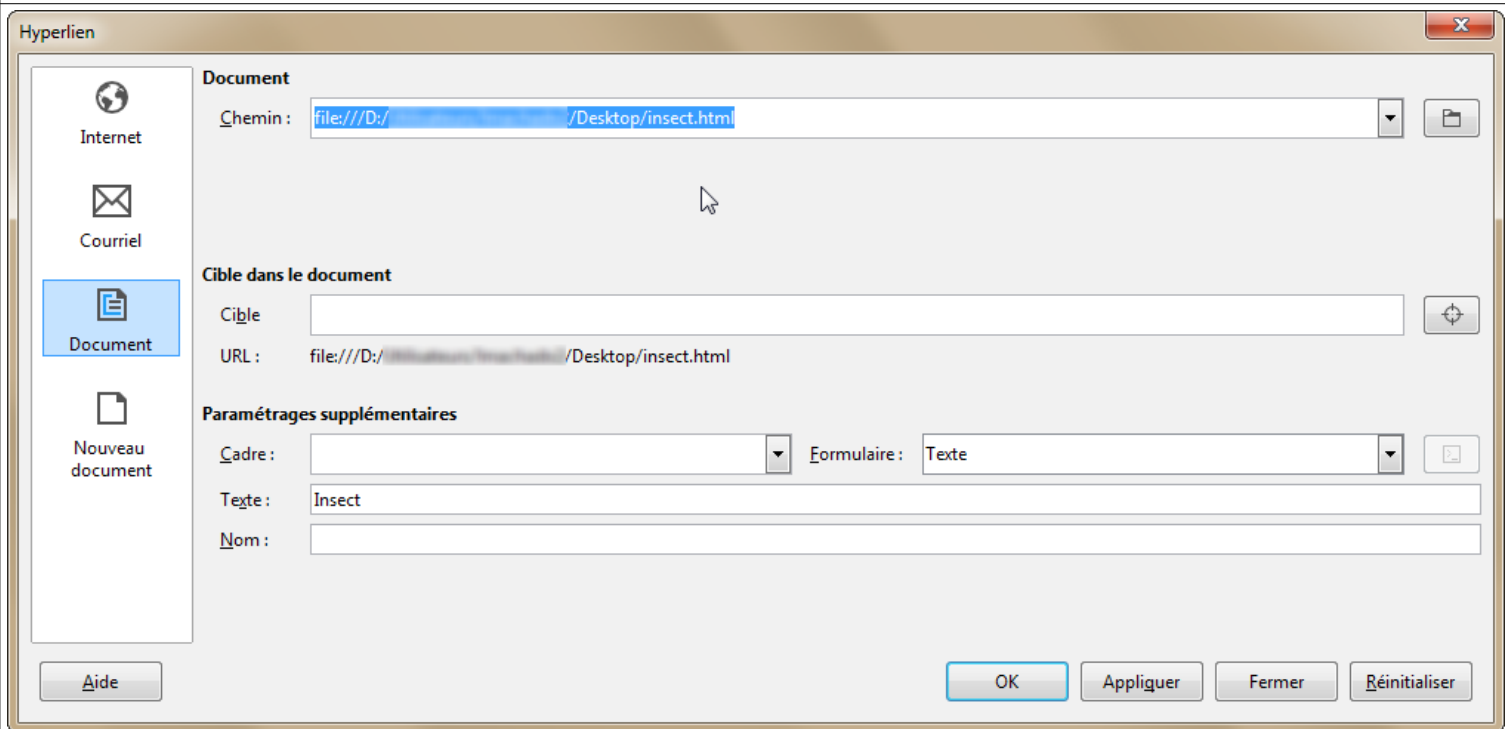 Hyperlien
Internet
Courriel
Document
Nouveau
document
Document
Chemin :
file:///D:/ /Desktop/insect.html
Cible dans le document
Cible
URL : file:///D:/ /Desktop/insect.html
Paramétrages supplémentaires
Cadre : Formulaire : Texte
Texte : Insect
Nom :
Aide OK Appliquer Fermer Réinitialiser